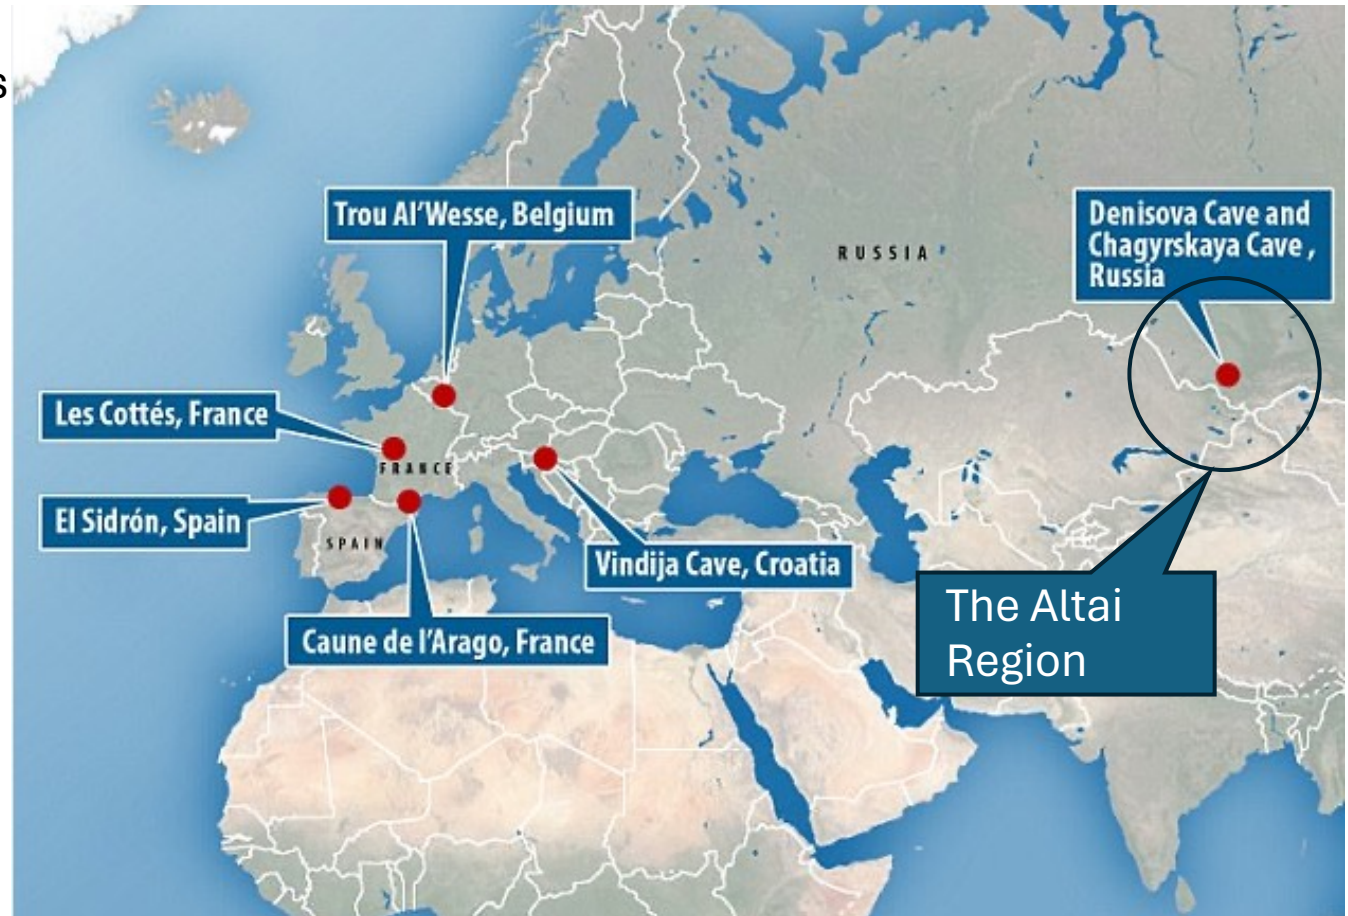 s
Trou Al'Wesse, Belgium
Denisova Cave and
Chagyrskaya Cave ,
Russia
RUSSIA
Les Cottés, France
FRANCE
El Sidrón, Spain
SPAIN
Vindija Cave, Croatia
Caune de l'Arago, France
The Altai
Region